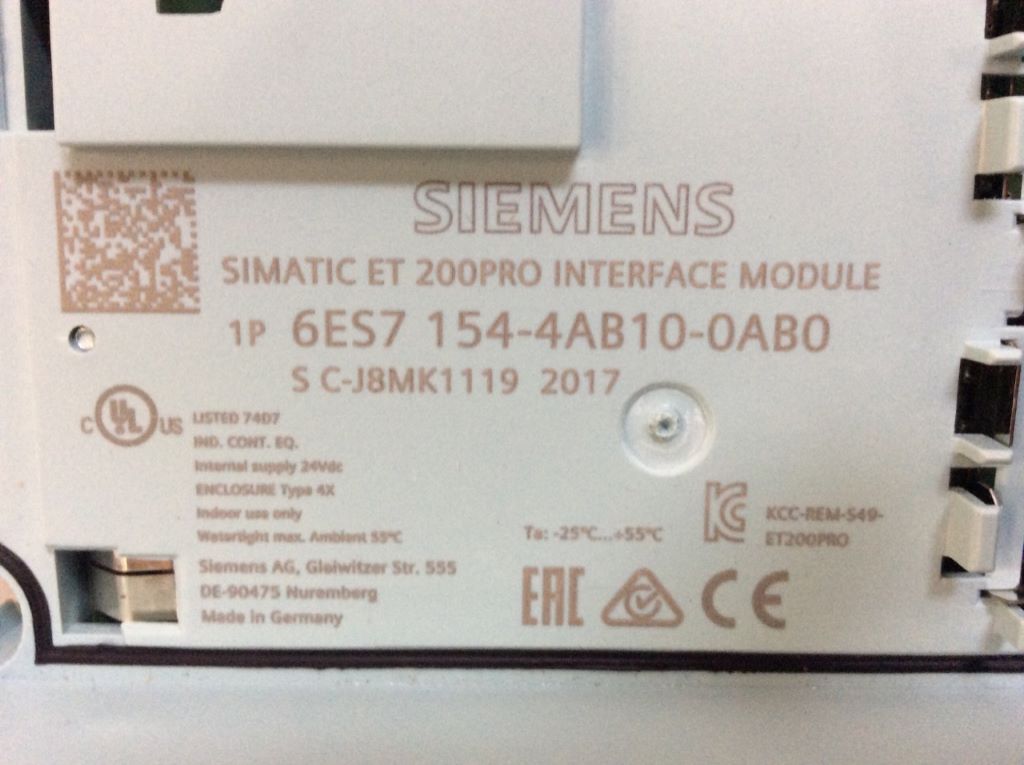 SIEMENS
SIMATIC ET 200PRO INTERFACE MODULE
1P 6ES7 154-4AB10-0AB0
S C-J8MK1119 2017
C UL US LISTED 74D7
IND. CONT. EQ.
Internal supply 24Vdc
ENCLOSURE Type 4X
Indoor use only
Watertight max. Ambient 55°C
Siemens AG, Gleiwitzer Str. 555
DE-90475 Nuremberg
Made in Germany
Ta: -25°C...+55°C
KC KCC-REM-S49-
ET200PRO
EAC CE